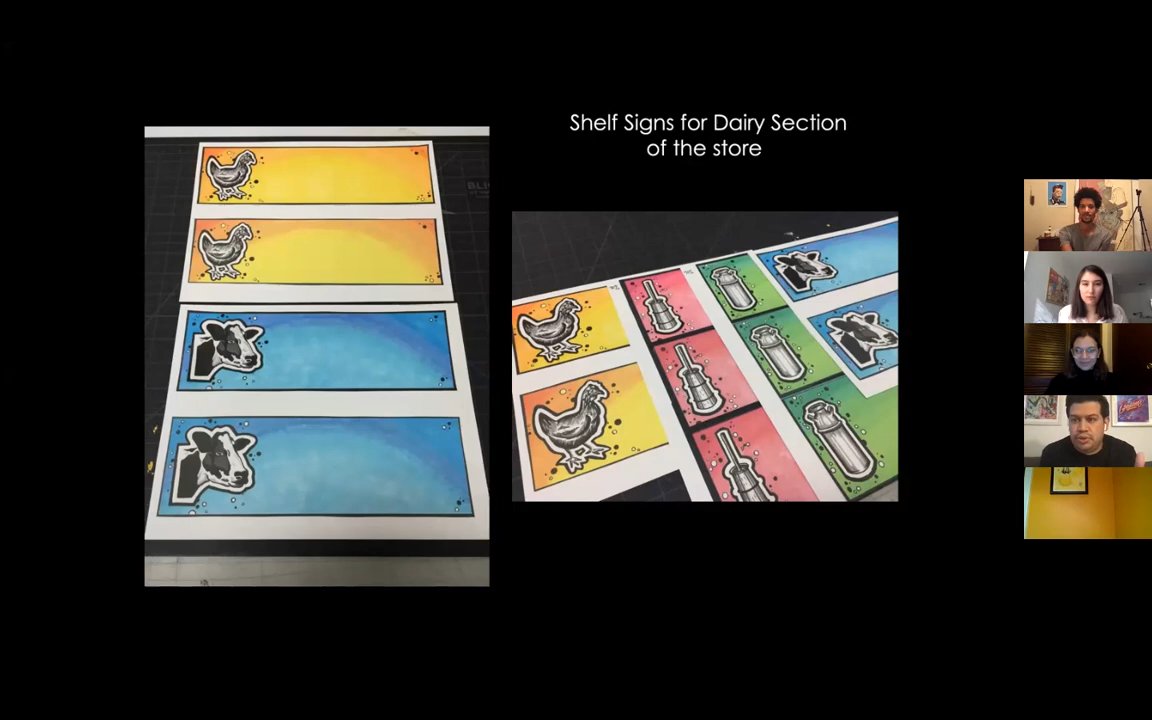 Shelf Signs for Dairy Section
of the store